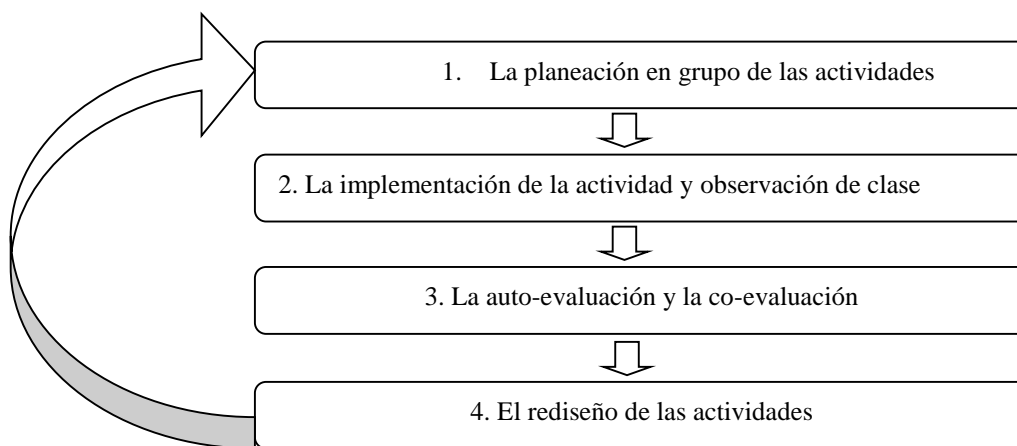 1. La planeación en grupo de las actividades
2. La implementación de la actividad y observación de clase
3. La auto-evaluación y la co-evaluación
4. El rediseño de las actividades